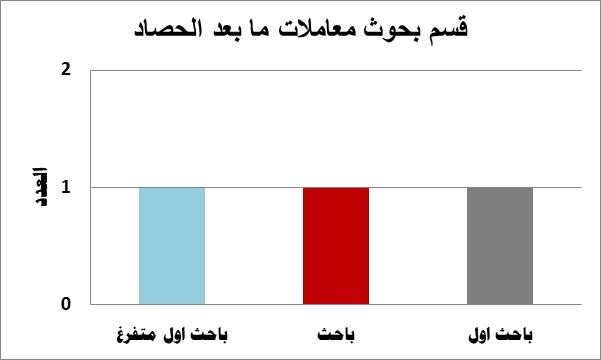 قسم بحوث معاملات ما بعد الحصاد
العدد
2
1
0
باحث اول
باحث
باحث اول متفرغ